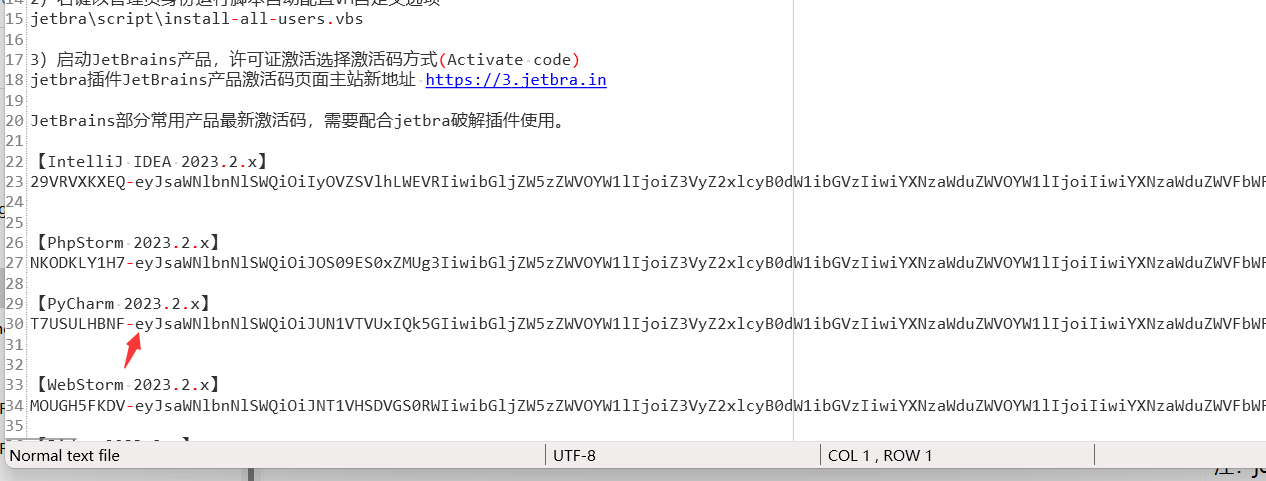 14 2) 右键以管理员身份运行脚本自动配置vm自定义选项
15 jetbra\script\install-all-users.vbs
16
17 3) 启动JetBrains产品，许可证激活选择激活码方式(Activate code)
18 jetbra插件JetBrains产品激活码页面主站新地址 https://3.jetbra.in
19
20 JetBrains部分常用产品最新激活码，需要配合jetbra破解插件使用。
21
22 【IntelliJ IDEA 2023.2.x】
23 29VRVXKXEQ-eyJsaWNlbnNlSWQiOiIyOVZSVlhLWEVRIiwibGljZW5zZWVOYW1lIjoiZ3VyZ2xlcyB0dW1ibGVzIiwiYXNzaWduZWVOYW1lIjoiIiwiYXNzaWduZWVFbWF
24
25
26 【PhpStorm 2023.2.x】
27 NKODKLY1H7-eyJsaWNlbnNlSWQiOiJOS09ES0xZMUg3IiwibGljZW5zZWVOYW1lIjoiZ3VyZ2xlcyB0dW1ibGVzIiwiYXNzaWduZWVOYW1lIjoiIiwiYXNzaWduZWVFbWF
28
29 【PyCharm 2023.2.x】
30 T7USULHBNF-eyJsaWNlbnNlSWQiOiJUN1VTVUxIQk5GIiwibGljZW5zZWVOYW1lIjoiZ3VyZ2xlcyB0dW1ibGVzIiwiYXNzaWduZWVOYW1lIjoiIiwiYXNzaWduZWVFbWF
31
32
33 【WebStorm 2023.2.x】
34 MOUGH5FKDV-eyJsaWNlbnNlSWQiOiJNT1VHSDVGS0RWIiwibGljZW5zZWVOYW1lIjoiZ3VyZ2xlcyB0dW1ibGVzIiwiYXNzaWduZWVOYW1lIjoiIiwiYXNzaWduZWVFbWF
35
Normal text file UTF-8 COL 1 , ROW 1